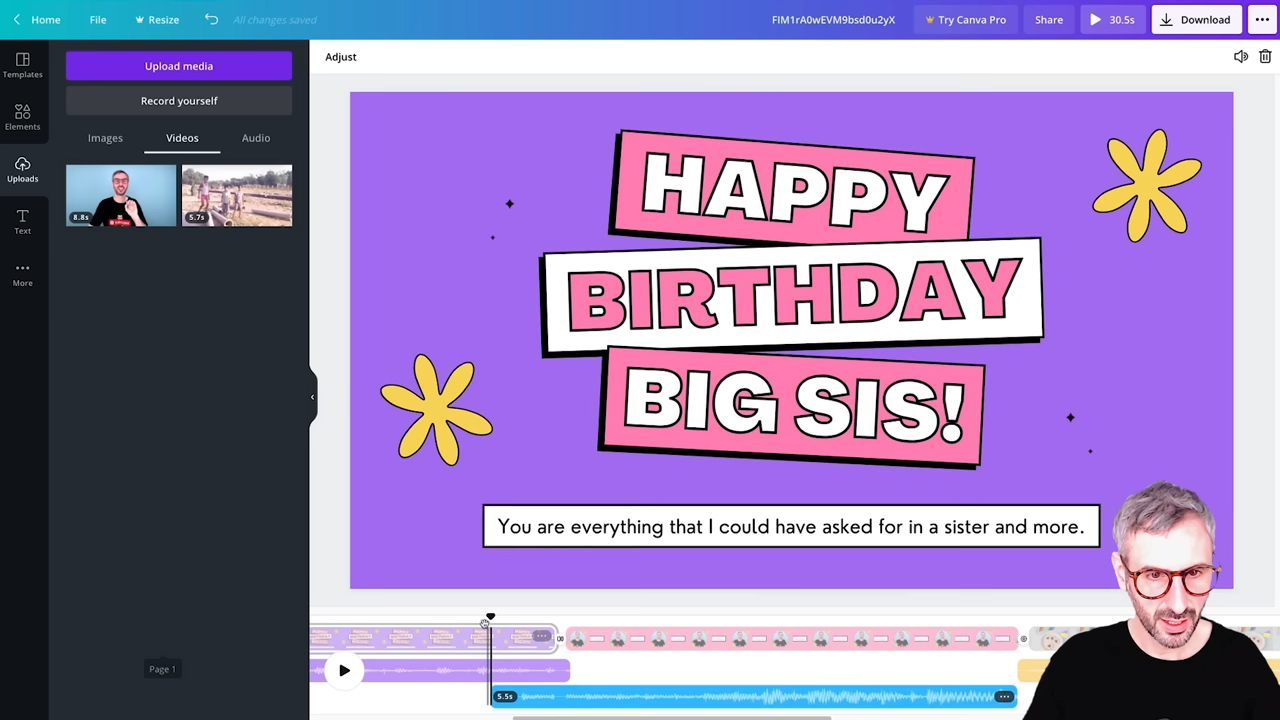 Home
File
Resize
All changes saved
FIM1rA0wEVM9bsd0u2yX
Try Canva Pro
Share
30.5s
Download
Templates
Elements
Uploads
Text
More
Upload media
Record yourself
Images
Videos
Audio
8.8s
5.7s
Page 1
Adjust
HAPPY
BIRTHDAY
BIG SIS!
You are everything that I could have asked for in a sister and more.
5.5s